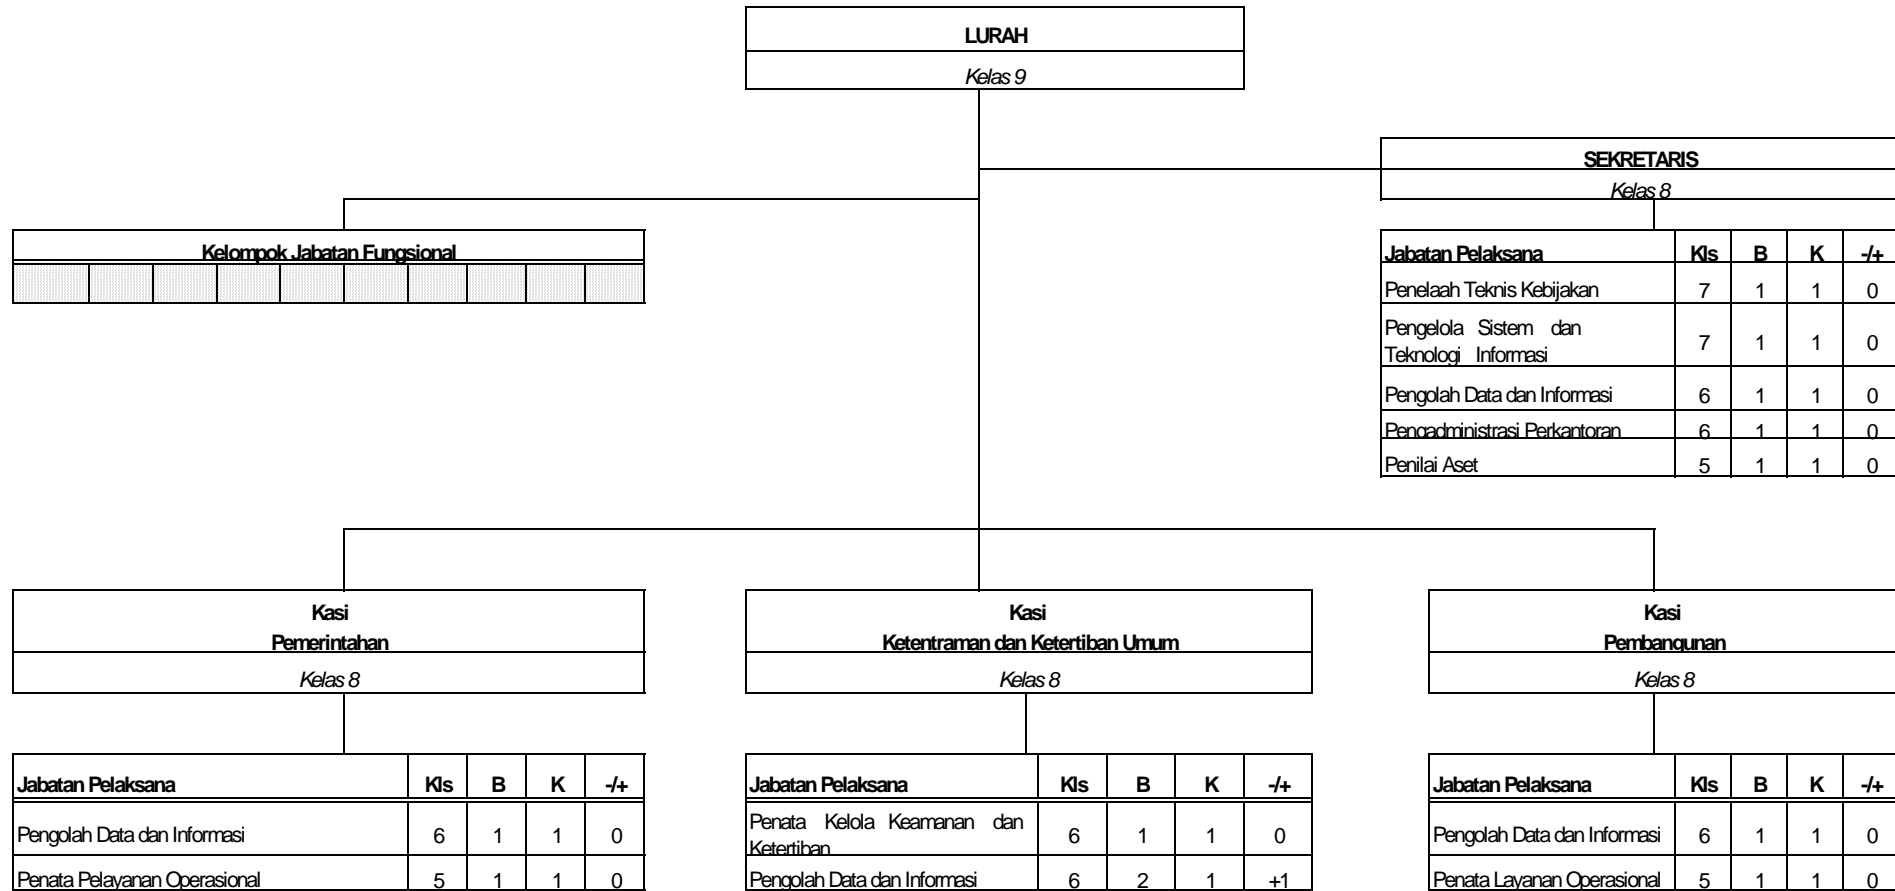 LURAH
Kelas 9
SEKRETARIS
Kelas 8
Kelompok Jabatan Fungsional
Jabatan Pelaksana Kls B K -/+
Penelaah Teknis Kebijakan 7 1 1 0
Pengelola Sistem dan
Teknologi Informasi 7 1 1 0
Pengolah Data dan Informasi 6 1 1 0
Pengadministrasi Perkantoran 6 1 1 0
Penilai Aset 5 1 1 0
Kasi
Pemerintahan
Kelas 8
Jabatan Pelaksana Kls B K -/+
Pengolah Data dan Informasi 6 1 1 0
Penata Pelayanan Operasional 5 1 1 0
Kasi
Ketentraman dan Ketertiban Umum
Kelas 8
Jabatan Pelaksana Kls B K -/+
Penata Kelola Keamanan dan
Ketertiban 6 1 1 0
Pengolah Data dan Informasi 6 2 1 +1
Kasi
Pembangunan
Kelas 8
Jabatan Pelaksana Kls B K -/+
Pengolah Data dan Informasi 6 1 1 0
Penata Layanan Operasional 5 1 1 0